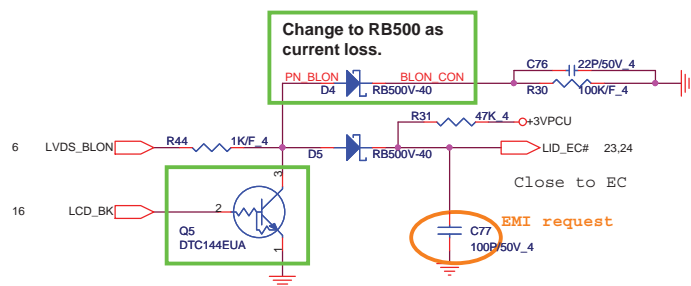 Change to RB500 as
current loss.
PN_BLON
BLON_CON
D4
RB500V-40
C76
22P/50V_4
R30
100K/F_4
R31
47K_4
+3VPCU
6
LVDS_BLON
R44
1K/F_4
D5
RB500V-40
LID_EC#
23,24
Close to EC
3
16
LCD_BK
2
Q5
DTC144EUA
1
EMI request
C77
100P/50V_4